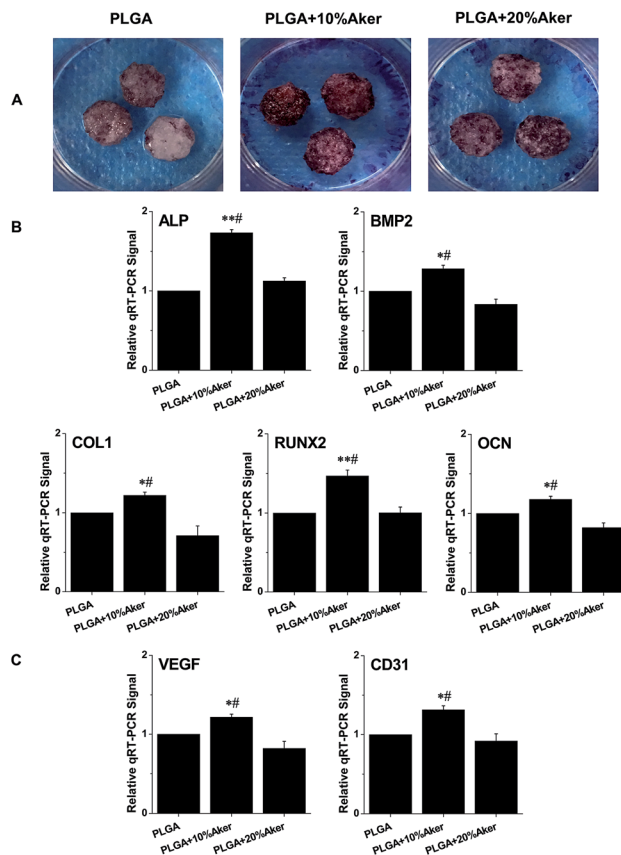 PLGA PLGA+10%Aker PLGA+20%Aker
A
B
ALP
Relative qRT-PCR Signal
2
1
0
**#
PLGA
PLGA+10%Aker
PLGA+20%Aker
BMP2
Relative qRT-PCR Signal
2
1
0
*#
PLGA
PLGA+10%Aker
PLGA+20%Aker
COL1
Relative qRT-PCR Signal
2
1
0
*#
PLGA
PLGA+10%Aker
PLGA+20%Aker
RUNX2
Relative qRT-PCR Signal
2
1
0
**#
PLGA
PLGA+10%Aker
PLGA+20%Aker
OCN
Relative qRT-PCR Signal
2
1
0
*#
PLGA
PLGA+10%Aker
PLGA+20%Aker
C
VEGF
Relative qRT-PCR Signal
2
1
0
*#
PLGA
PLGA+10%Aker
PLGA+20%Aker
CD31
Relative qRT-PCR Signal
2
1
0
*#
PLGA
PLGA+10%Aker
PLGA+20%Aker